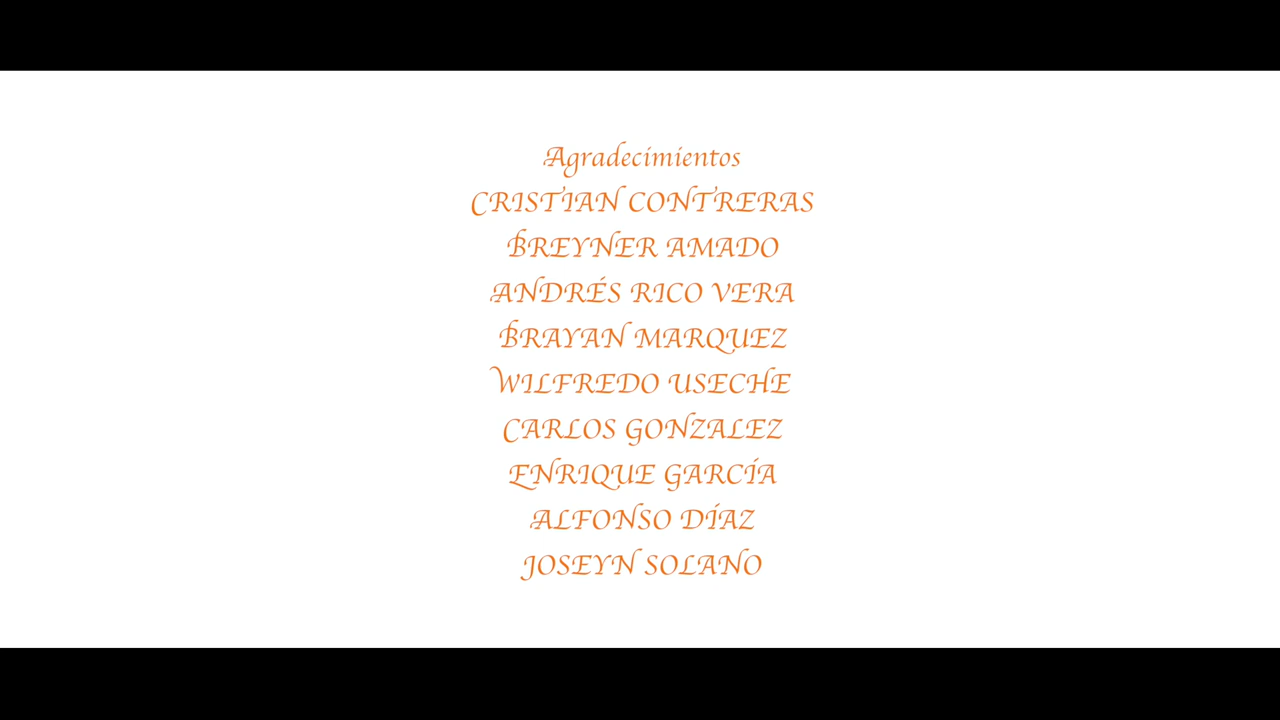 Agradecimientos
CRISTIAN CONTRERAS
BREYNER AMADO
ANDRÉS RICO VERA
BRAYAN MARQUEZ
WILFREDO USECHE
CARLOS GONZALEZ
ENRIQUE GARCÍA
ALFONSO DÍAZ
JOSEYN SOLANO